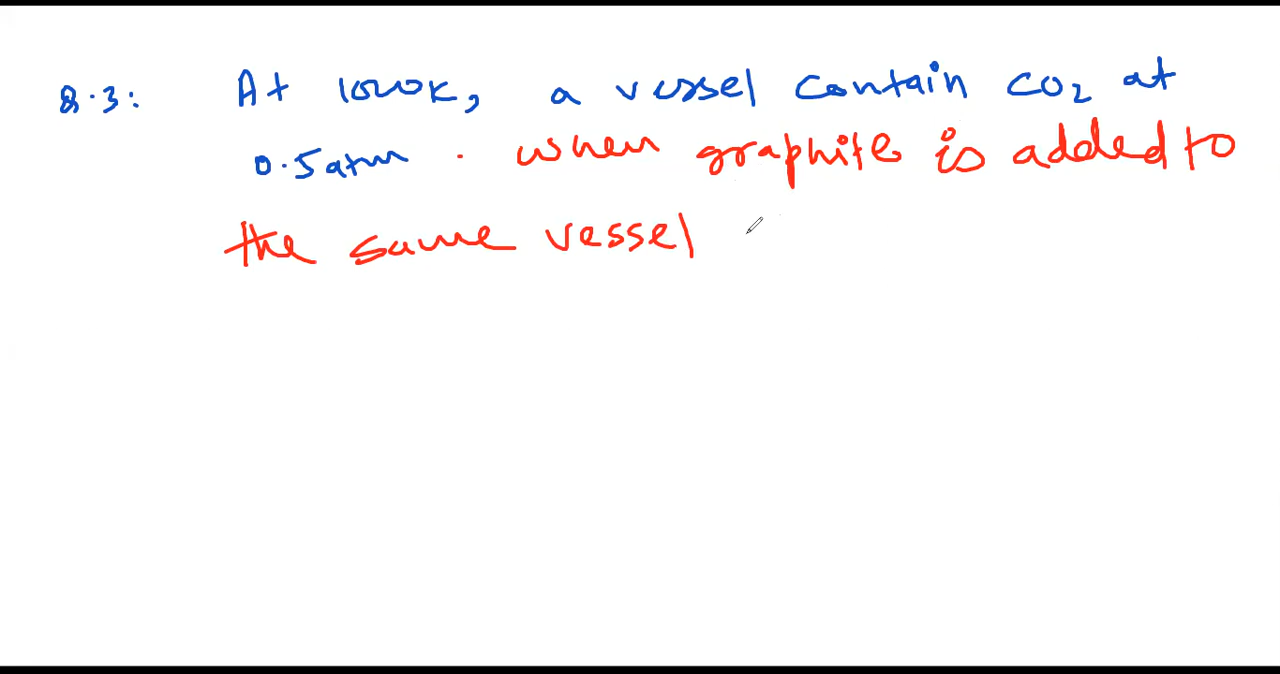 Q.3: At 1000K, a vessel contain CO2 at
0.5atm. when graphite is added to
the same vessel